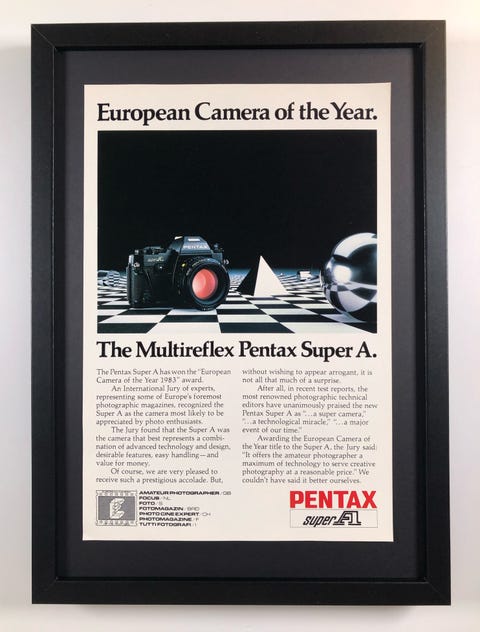 European Camera of the Year.
PENTAX
The Multireflex Pentax Super A.
The Pentax Super A has won the "European
Camera of the Year 1983" award.
An International Jury of experts,
representing some of Europe's foremost
photographic magazines, recognized the
Super A as the camera most likely to be
appreciated by photo enthusiasts.
The Jury found that the Super A was
the camera that best represents a combi-
nation of advanced technology and design,
desirable features, easy handling—and
value for money.
Of course, we are very pleased to
receive such a prestigious accolade. But,
without wishing to appear arrogant, it is
not all that much of a surprise.
After all, in recent test reports, the
most renowned photographic technical
editors have unanimously praised the new
Pentax Super A as "...a super camera,"
"...a technological miracle," "...a major
event of our time."
Awarding the European Camera of
the Year title to the Super A, the Jury said:
"It offers the amateur photographer a
maximum of technology to serve creative
photography at a reasonable price." We
couldn't have said it better ourselves.
AMATEUR PHOTOGRAPHER/GB
FOCUS/NL
FOTO/S
FOTOMAGAZIN/BRD
PHOTO CINE EXPERT/CH
PHOTOMAGAZINE/F
TUTTI FOTOGRAFI/I
PENTAX
super A